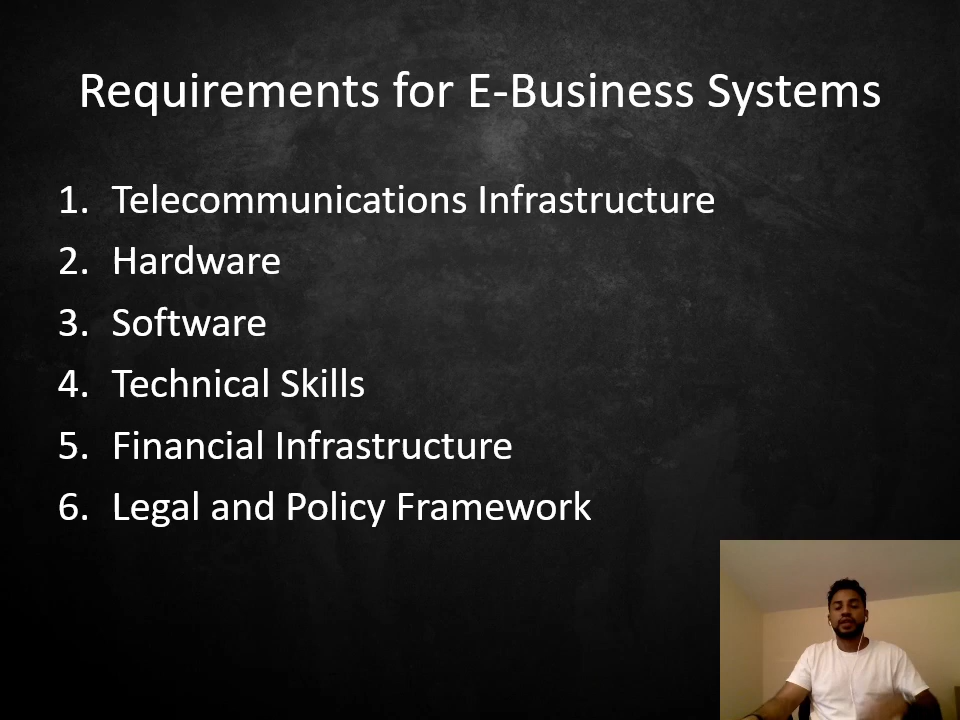 Requirements for E-Business Systems
1. Telecommunications Infrastructure
2. Hardware
3. Software
4. Technical Skills
5. Financial Infrastructure
6. Legal and Policy Framework